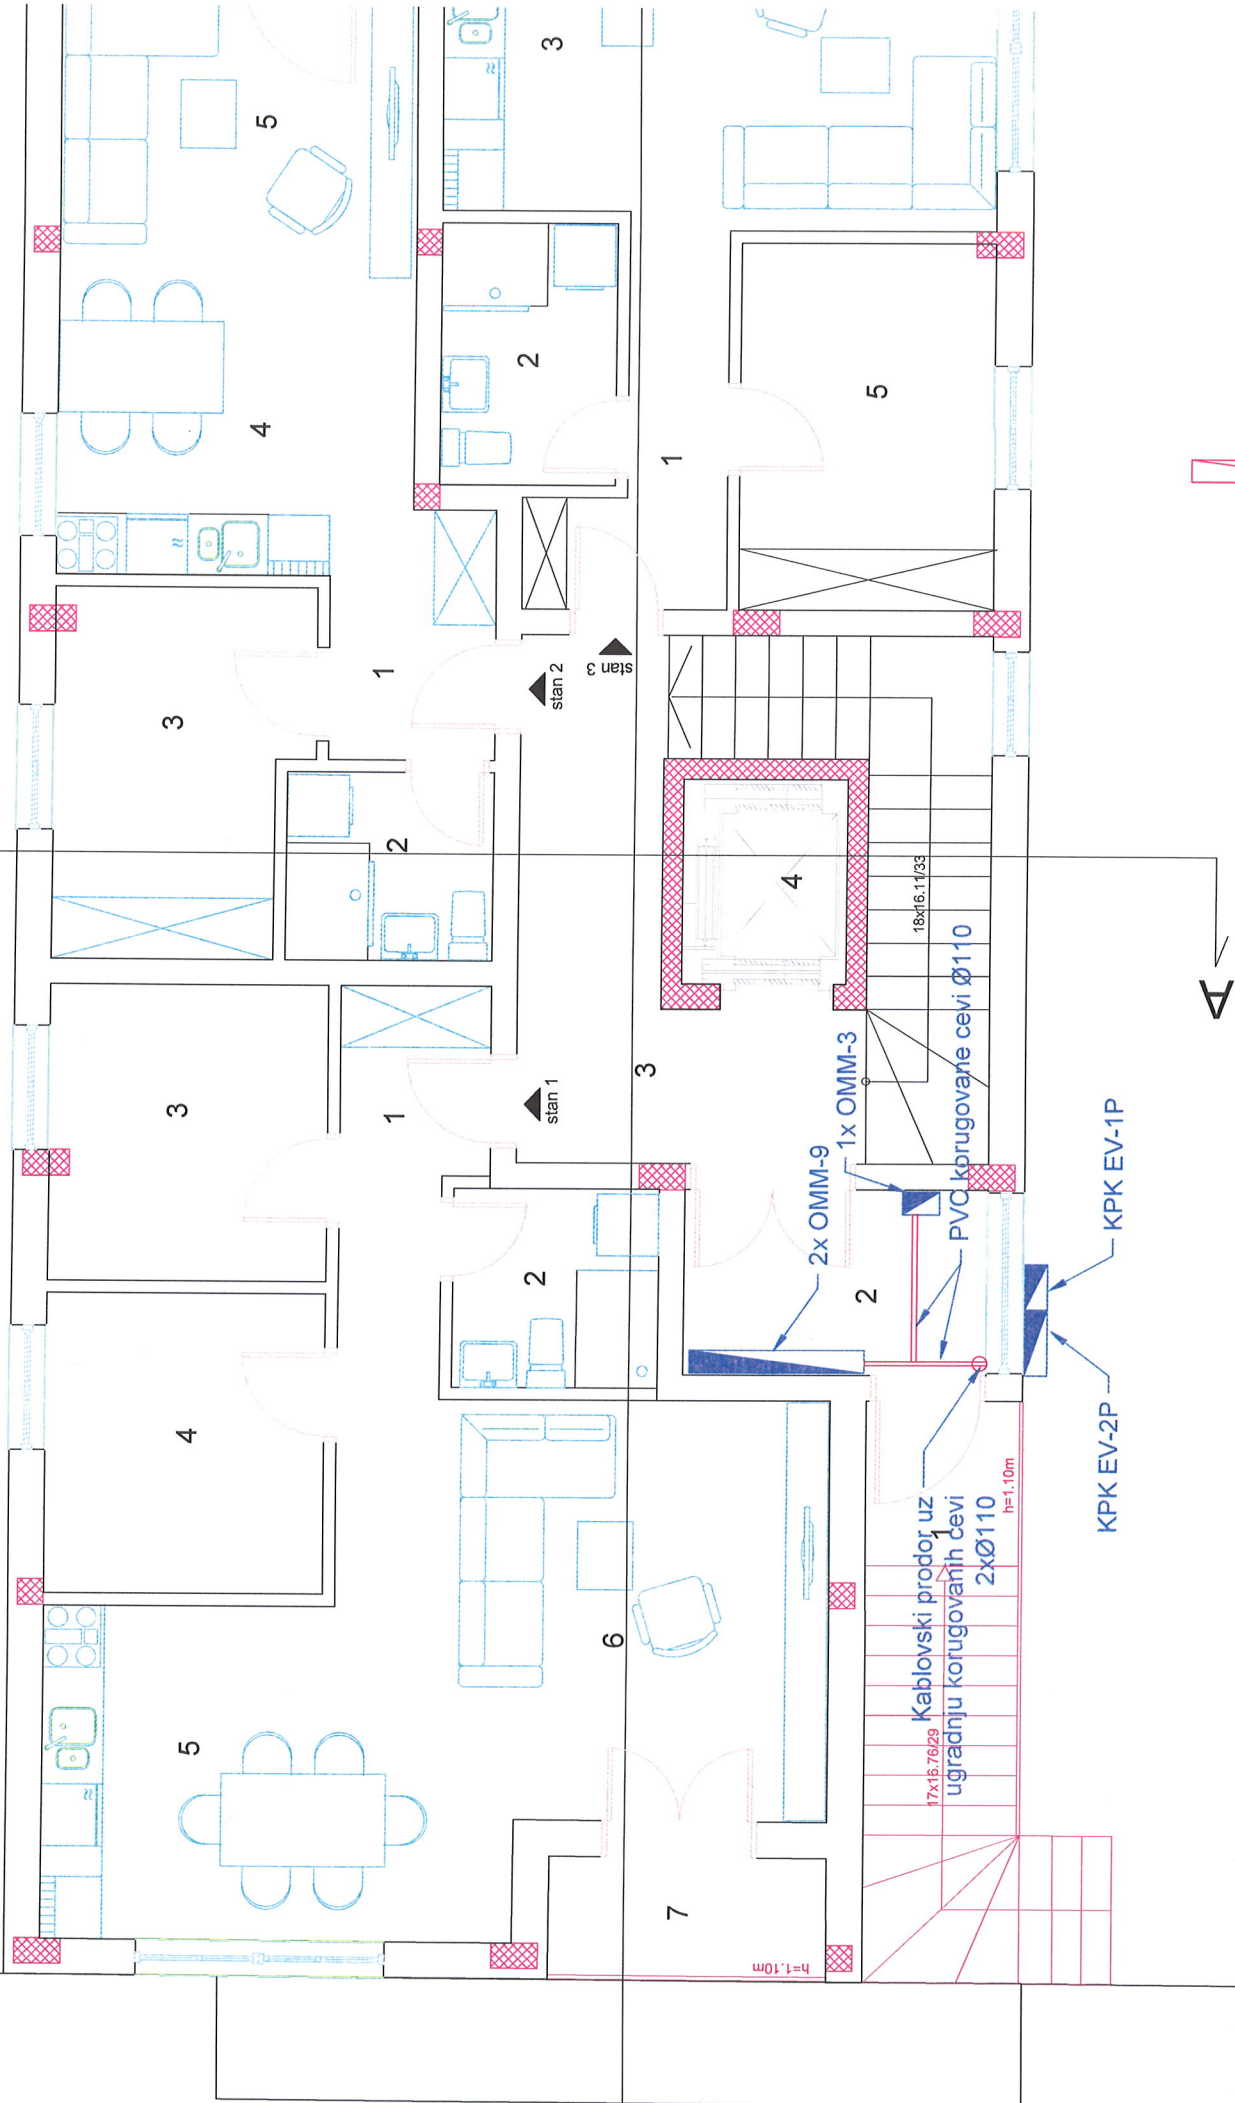 5
3
4
2
1
5
3
1
stan 2
stan 3
2
4
18x16.11/33
A
3
1
stan 1
3
2x OMM-9
1x OMM-3
PVC korugovane cevi Ø110
2
2
KPK EV-1P
KPK EV-2P
4
Kablovski prodor uz
ugradnju korugovanih cevi
2xØ110
1
h=1.10m
17x16.76/29
6
5
7
h=1.10m